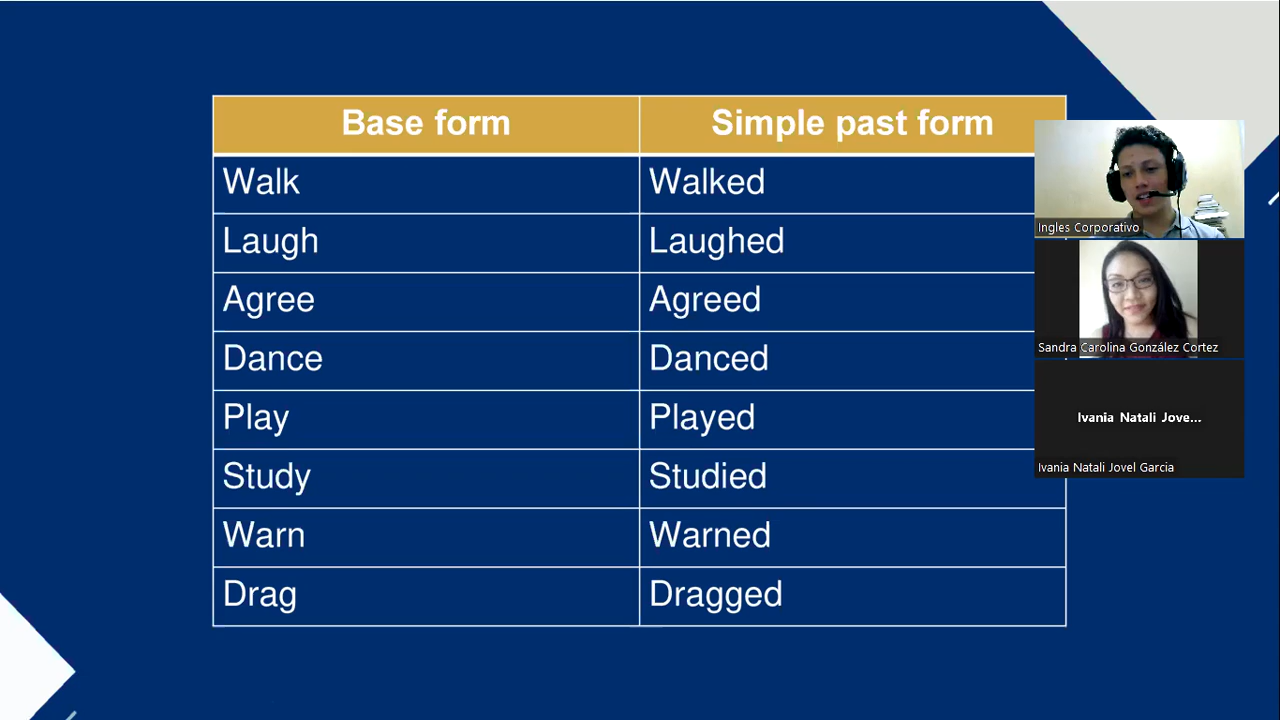 Base form Simple past form
Walk Walked
Laugh Laughed
Agree Agreed
Dance Danced
Play Played
Study Studied
Warn Warned
Drag Dragged
Ingles Corporativo
Sandra Carolina González Cortez
Ivania Natali Jove...
Ivania Natali Jovel Garcia